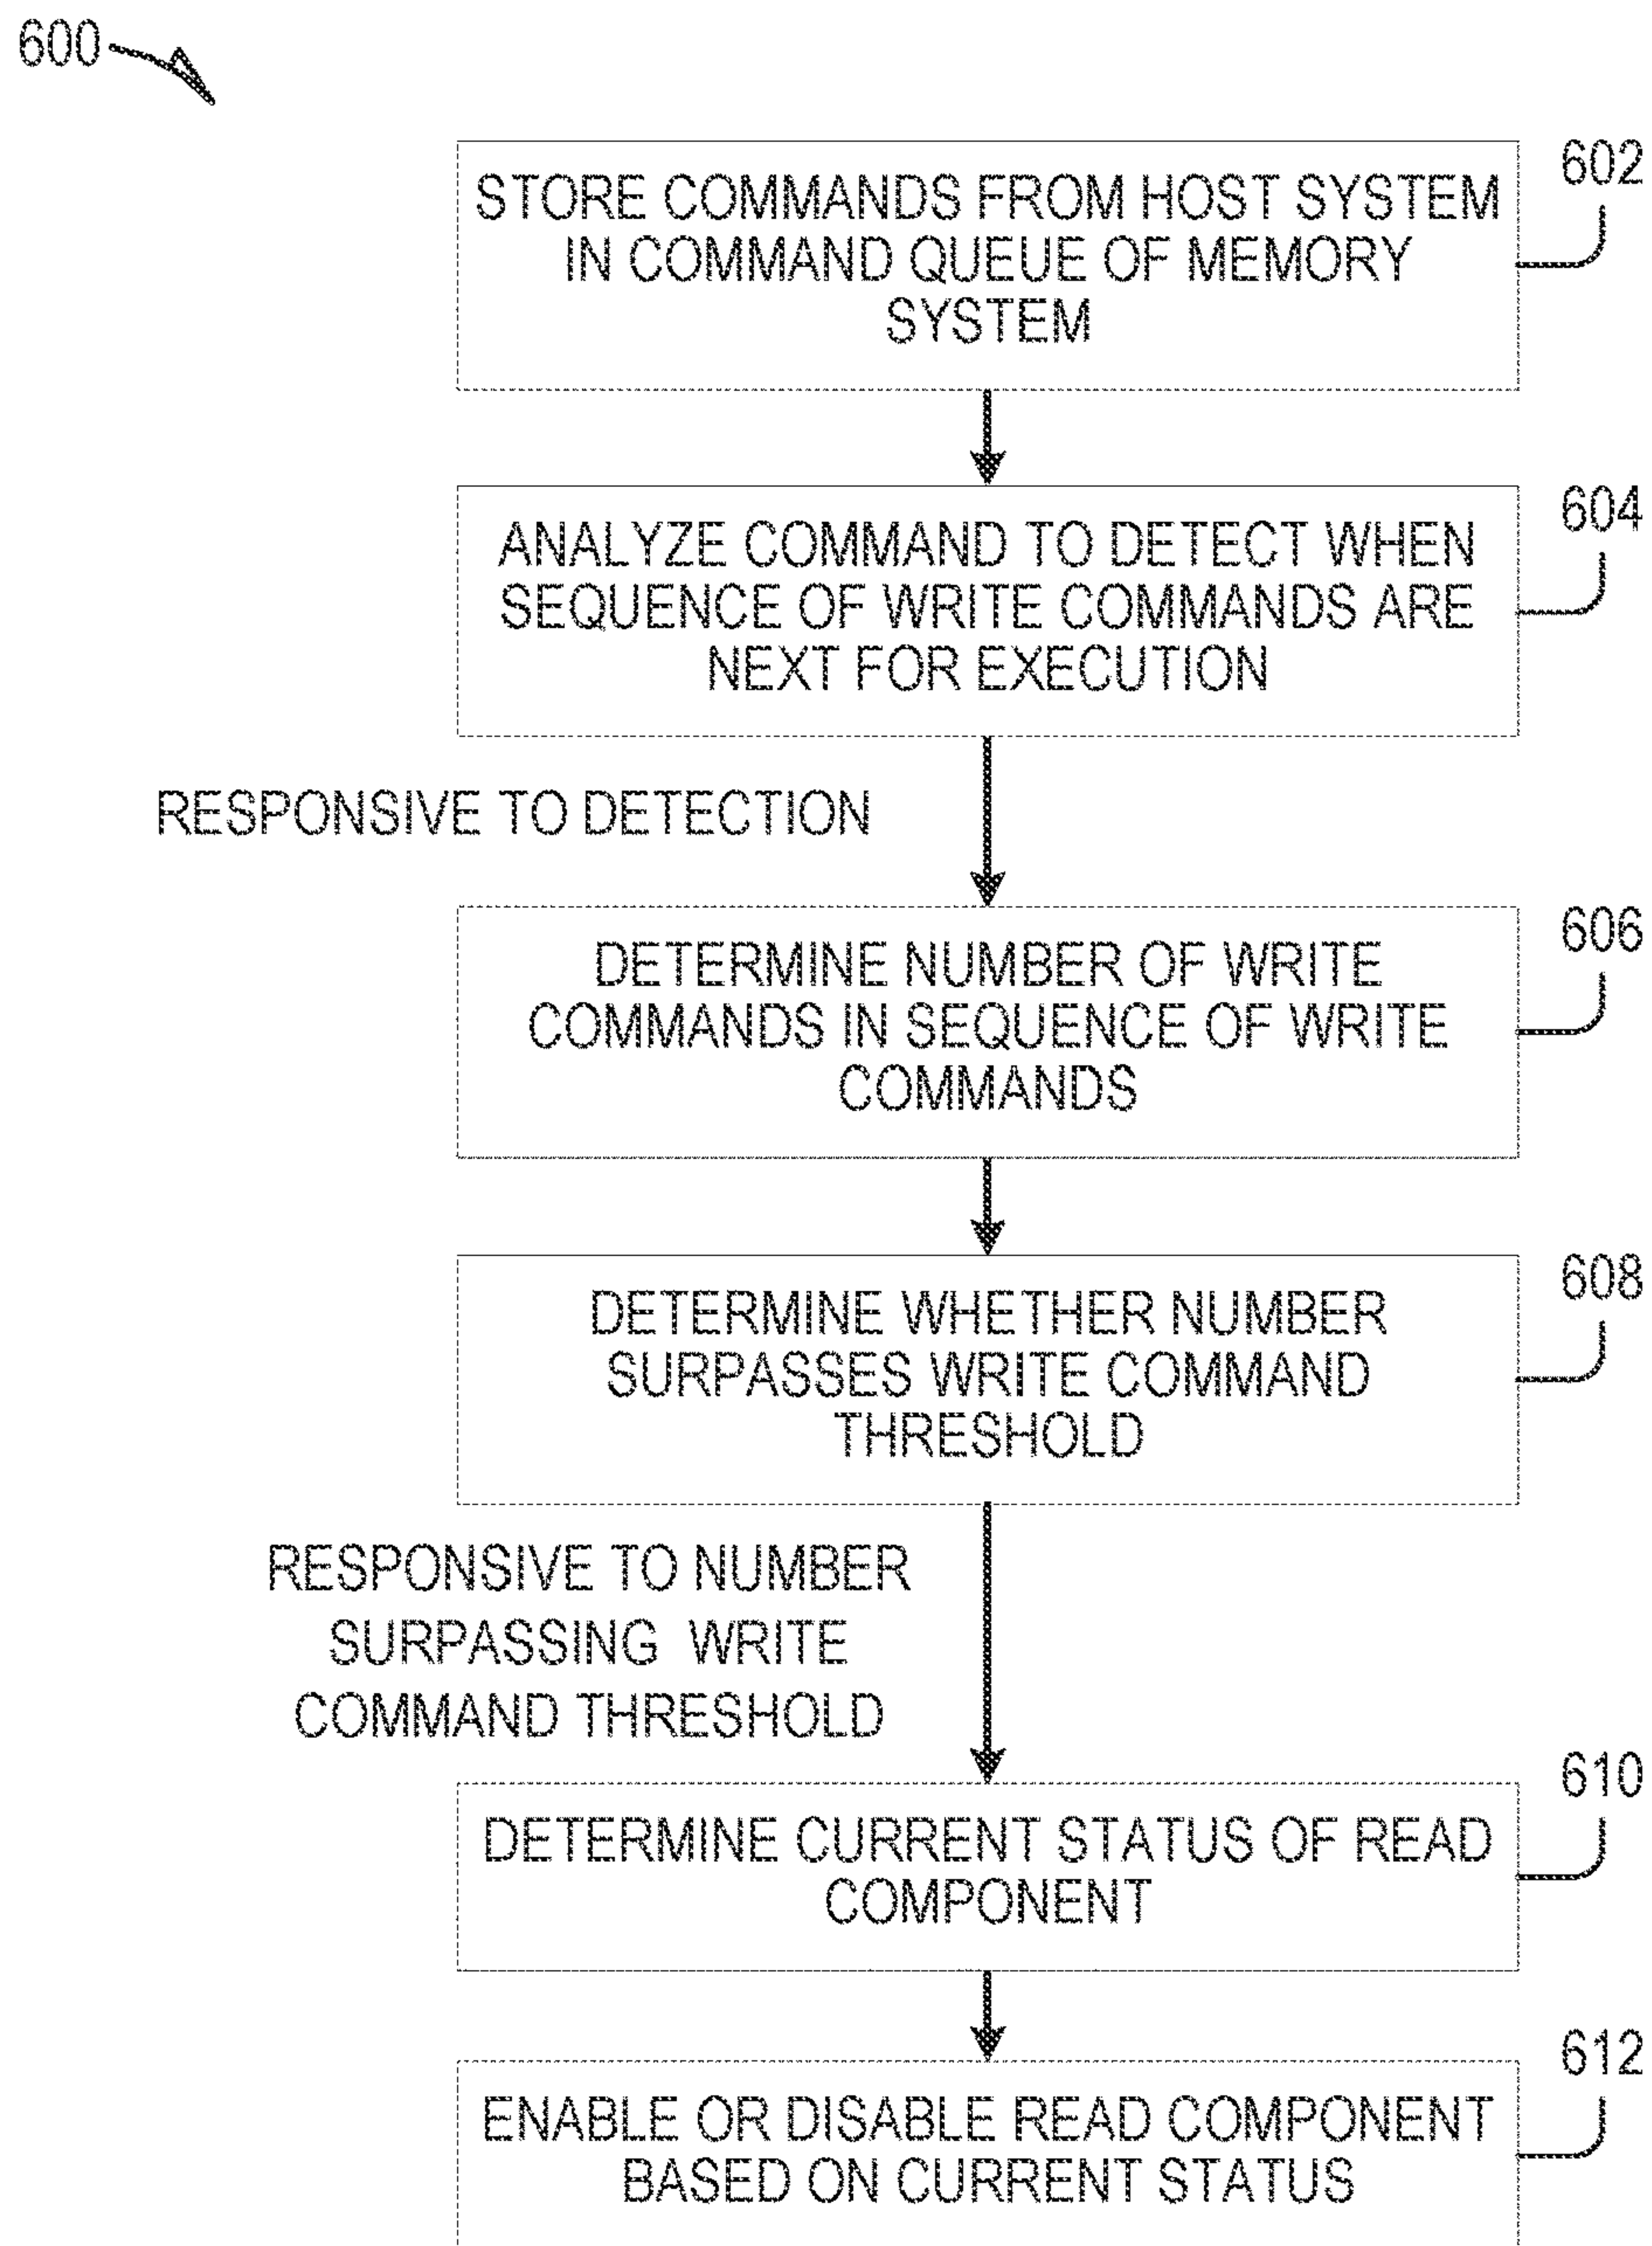 600
602
STORE COMMANDS FROM HOST SYSTEM
IN COMMAND QUEUE OF MEMORY
SYSTEM
604
ANALYZE COMMAND TO DETECT WHEN
SEQUENCE OF WRITE COMMANDS ARE
NEXT FOR EXECUTION
RESPONSIVE TO DETECTION
606
DETERMINE NUMBER OF WRITE
COMMANDS IN SEQUENCE OF WRITE
COMMANDS
608
DETERMINE WHETHER NUMBER
SURPASSES WRITE COMMAND
THRESHOLD
RESPONSIVE TO NUMBER
SURPASSING WRITE
COMMAND THRESHOLD
610
DETERMINE CURRENT STATUS OF READ
COMPONENT
612
ENABLE OR DISABLE READ COMPONENT
BASED ON CURRENT STATUS